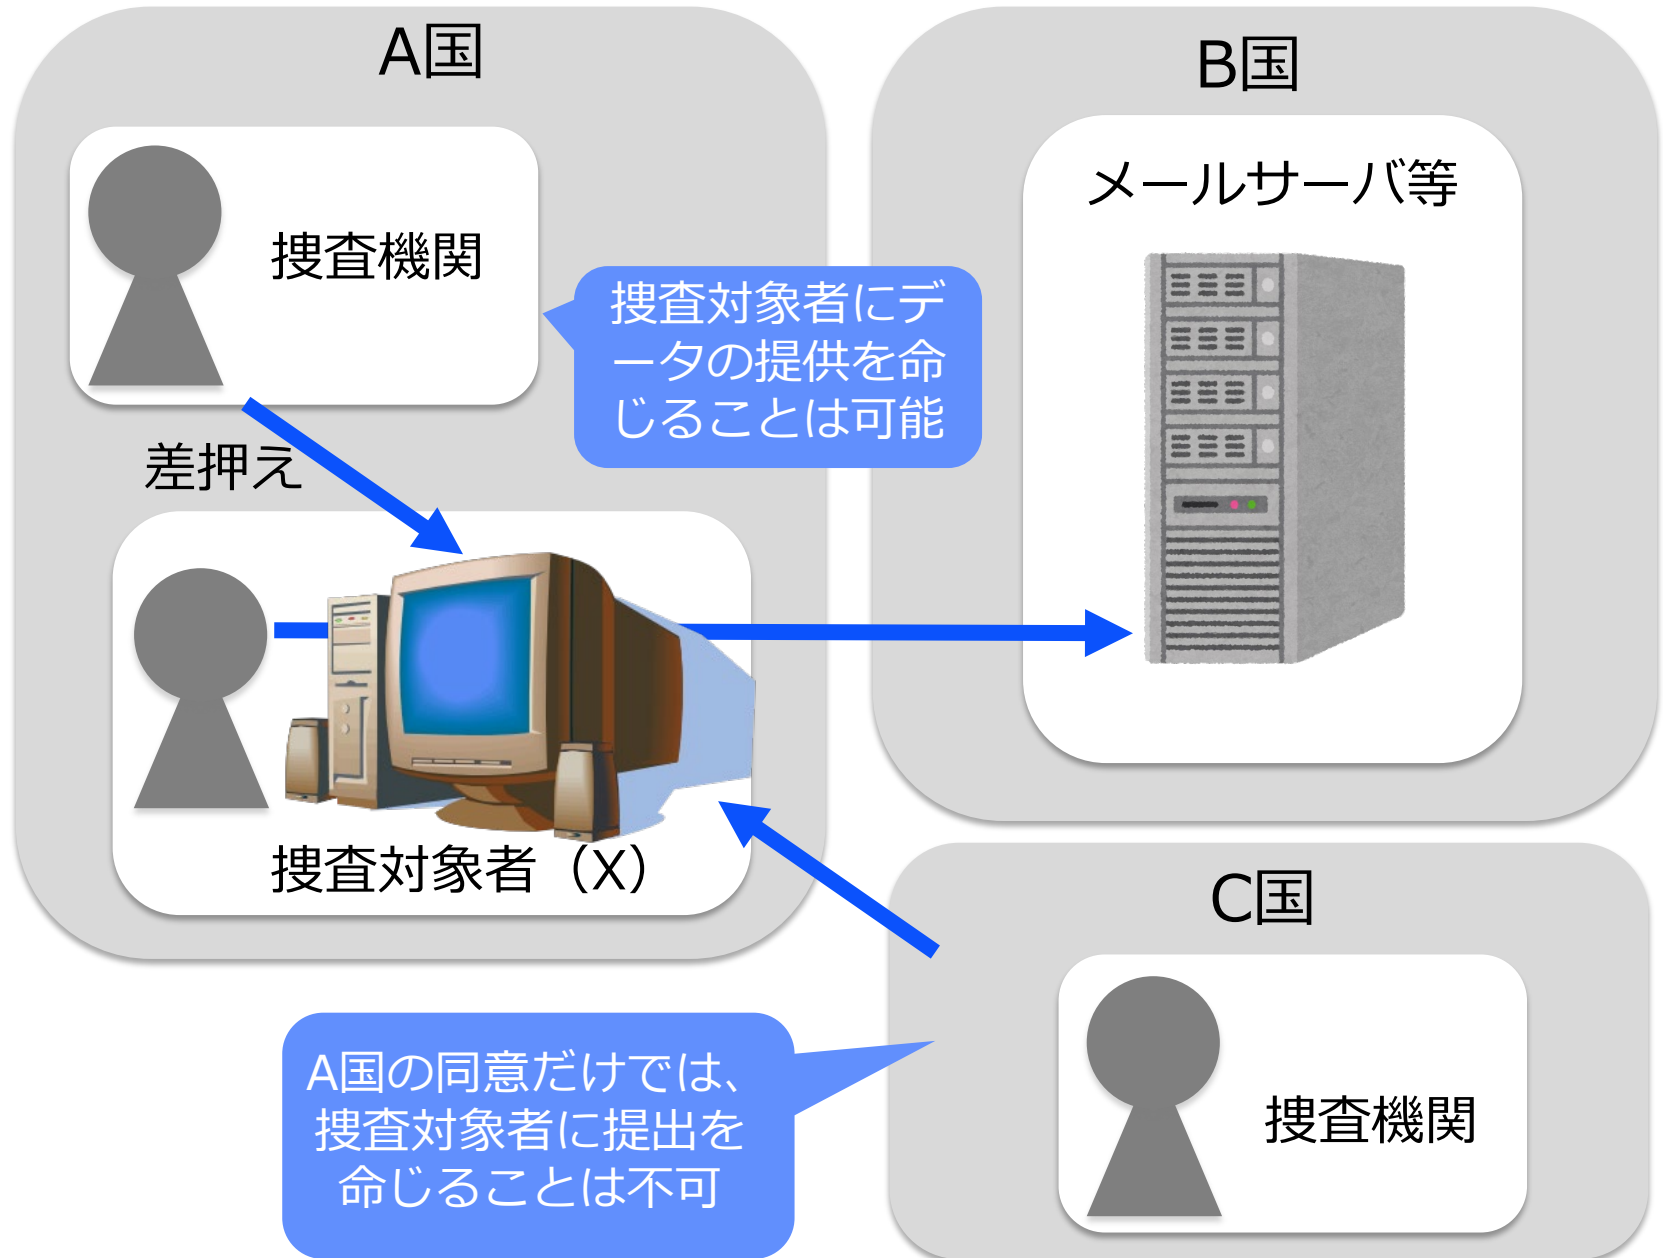 A国
捜査機関
捜査対象者にデ
ータの提供を命
じることは可能
差押え
捜査対象者（X）
B国
メールサーバ等
C国
捜査機関
A国の同意だけでは、
捜査対象者に提出を
命じることは不可